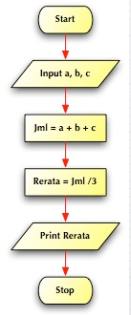 Start
Input a, b, c
Jml = a + b + c
Rerata = Jml /3
Print Rerata
Stop